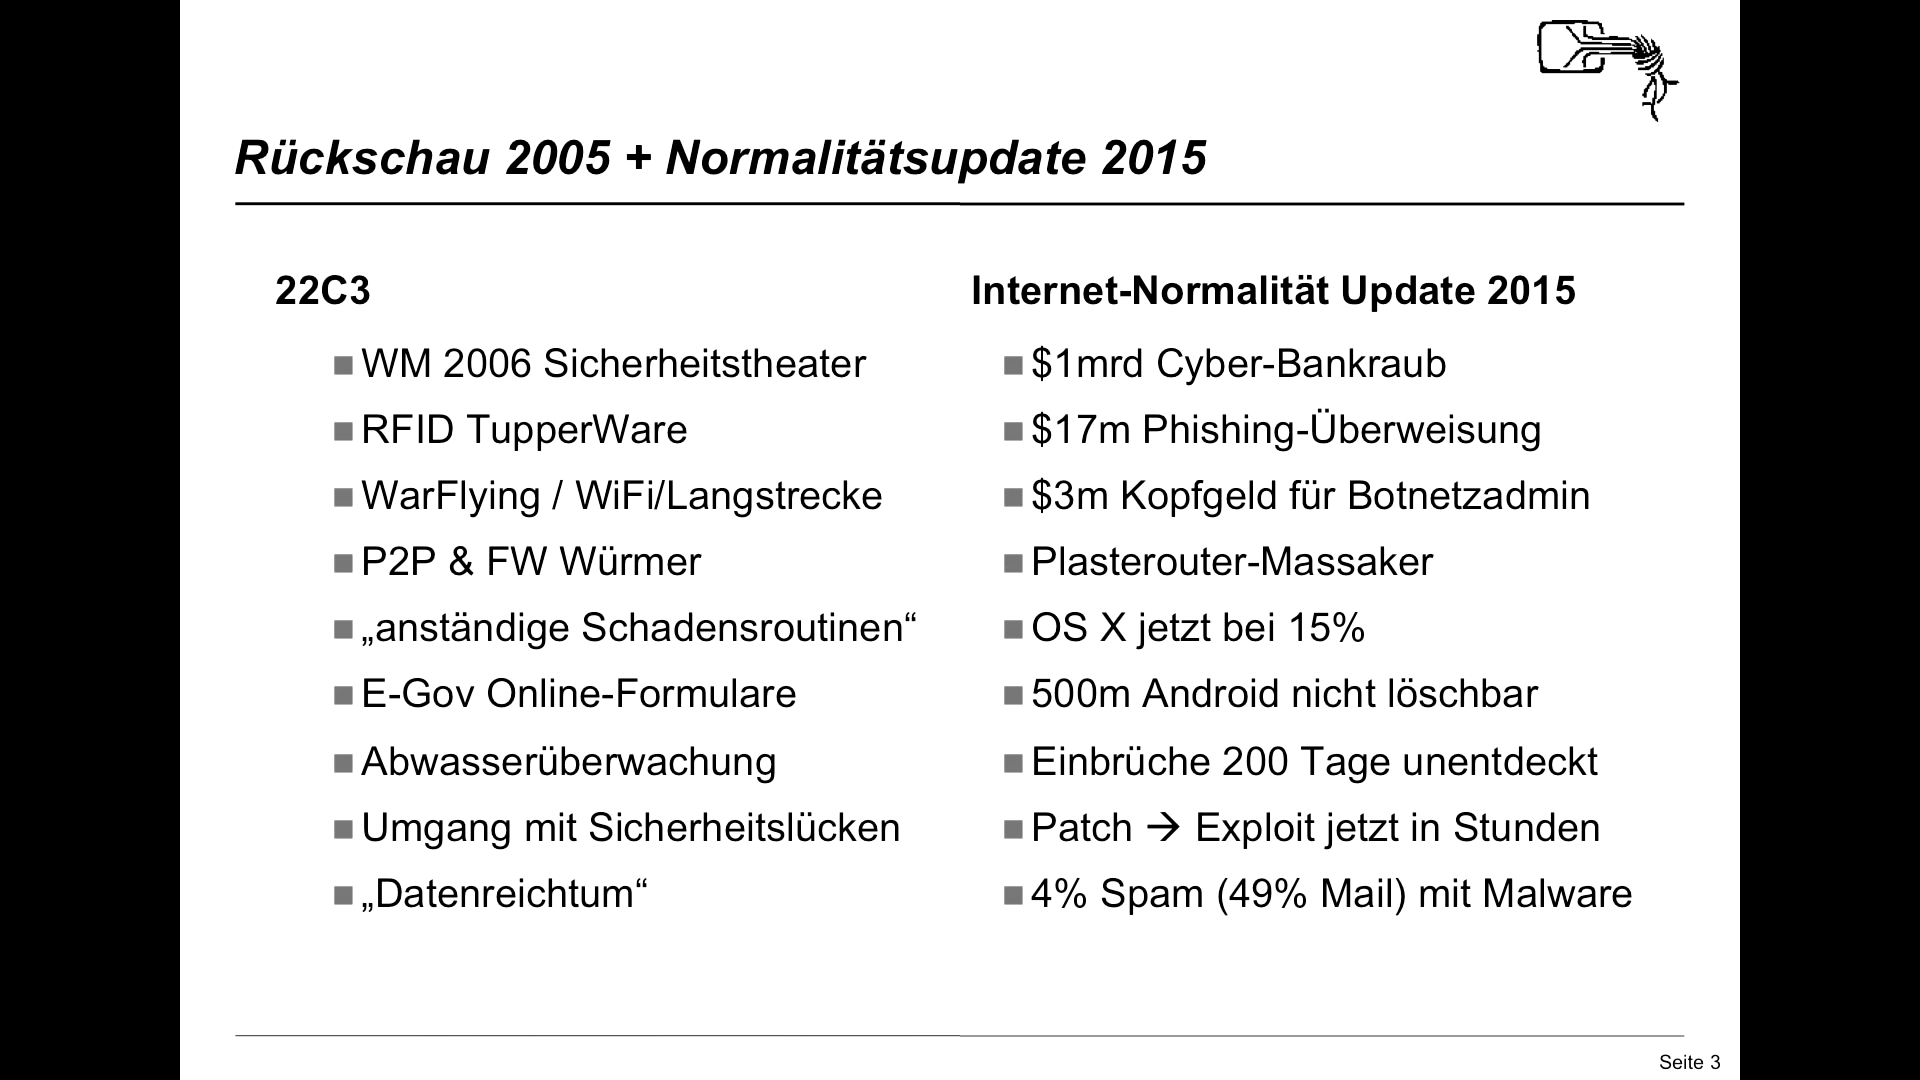 Rückschau 2005 + Normalitätsupdate 2015
22C3
WM 2006 Sicherheitstheater
RFID TupperWare
WarFlying / WiFi/Langstrecke
P2P & FW Würmer
„anständige Schadensroutinen“
E-Gov Online-Formulare
Abwasserüberwachung
Umgang mit Sicherheitslücken
„Datenreichtum“
Internet-Normalität Update 2015
$1mrd Cyber-Bankraub
$17m Phishing-Überweisung
$3m Kopfgeld für Botnetzadmin
Plasterouter-Massaker
OS X jetzt bei 15%
500m Android nicht löschbar
Einbrüche 200 Tage unentdeckt
Patch → Exploit jetzt in Stunden
4% Spam (49% Mail) mit Malware
Seite 3